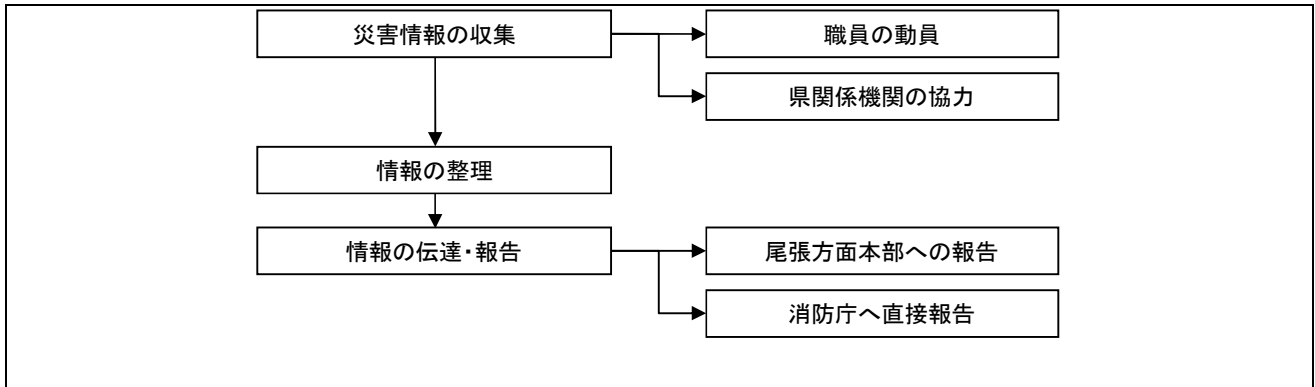 災害情報の収集
職員の動員
県関係機関の協力
情報の整理
情報の伝達・報告
尾張方面本部への報告
消防庁へ直接報告